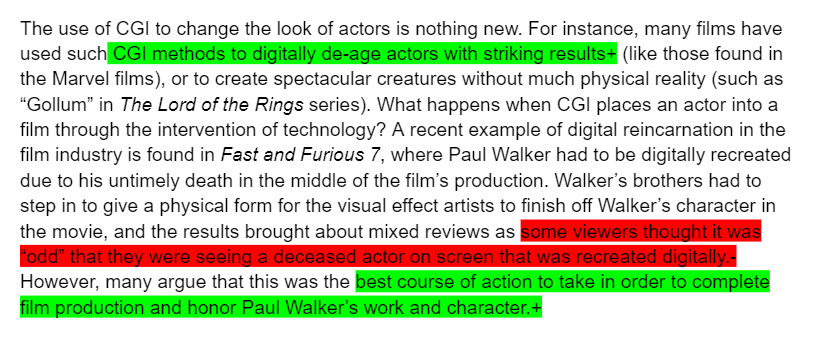 The use of CGI to change the look of actors is nothing new. For instance, many films have
used such CGI methods to digitally de-age actors with striking results+ (like those found in
the Marvel films), or to create spectacular creatures without much physical reality (such as
“Gollum” in The Lord of the Rings series). What happens when CGI places an actor into a
film through the intervention of technology? A recent example of digital reincarnation in the
film industry is found in Fast and Furious 7, where Paul Walker had to be digitally recreated
due to his untimely death in the middle of the film’s production. Walker’s brothers had to
step in to give a physical form for the visual effect artists to finish off Walker’s character in
the movie, and the results brought about mixed reviews as some viewers thought it was
“odd” that they were seeing a deceased actor on screen that was recreated digitally.-
However, many argue that this was the best course of action to take in order to complete
film production and honor Paul Walker’s work and character.+